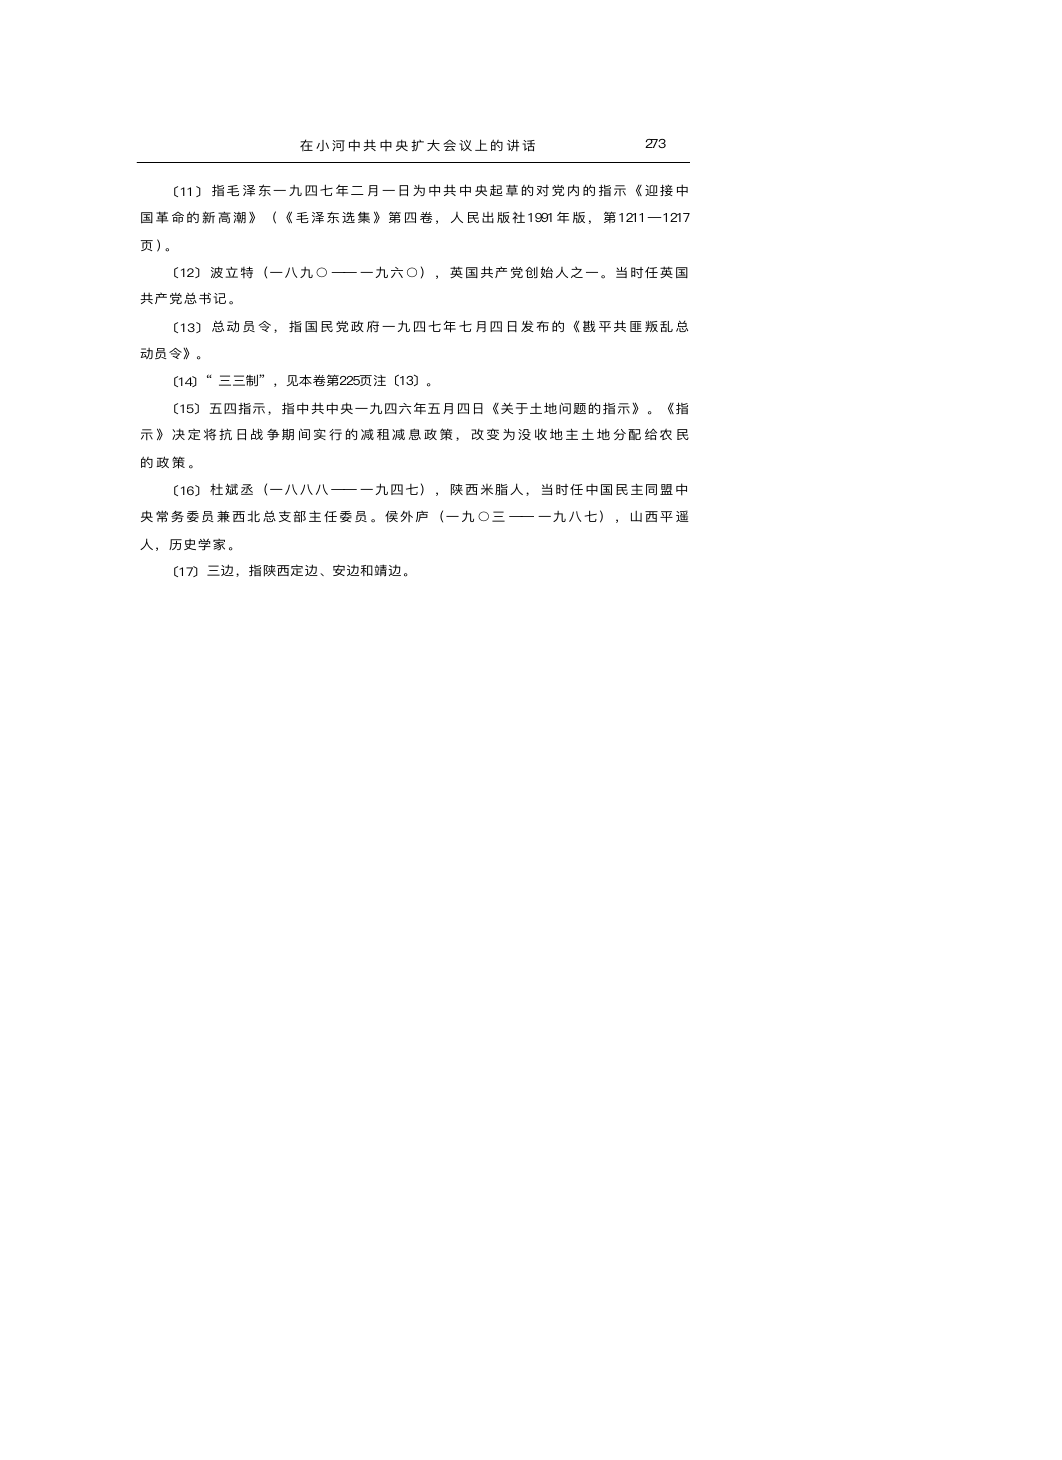 在小河中共中央扩大会议上的讲话 273
〔11〕指毛泽东一九四七年二月一日为中共中央起草的对党内的指示《迎接中
国革命的新高潮》（《毛泽东选集》第四卷，人民出版社1991年版，第1211—1217
页）。
〔12〕波立特（一八九○——一九六○），英国共产党创始人之一。当时任英国
共产党总书记。
〔13〕总动员令，指国民党政府一九四七年七月四日发布的《戡平共匪叛乱总
动员令》。
〔14〕“三三制”，见本卷第225页注〔13〕。
〔15〕五四指示，指中共中央一九四六年五月四日《关于土地问题的指示》。《指
示》决定将抗日战争期间实行的减租减息政策，改变为没收地主土地分配给农民
的政策。
〔16〕杜斌丞（一八八八——一九四七），陕西米脂人，当时任中国民主同盟中
央常务委员兼西北总支部主任委员。侯外庐（一九○三——一九八七），山西平遥
人，历史学家。
〔17〕三边，指陕西定边、安边和靖边。